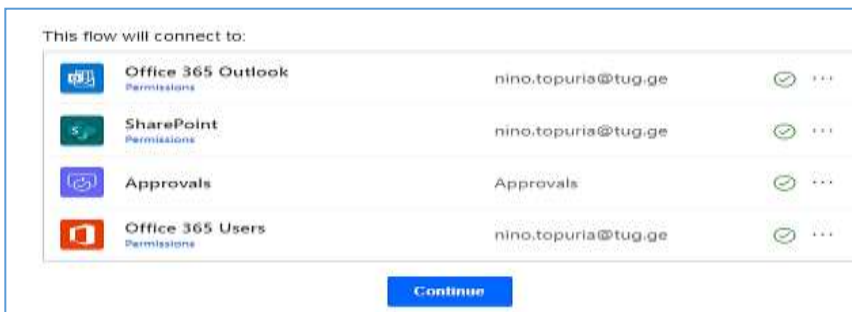 This flow will connect to:
Office 365 Outlook
Permissions
nino.topuria@tug.ge
SharePoint
Permissions
nino.topuria@tug.ge
Approvals
Approvals
Office 365 Users
Permissions
nino.topuria@tug.ge
Continue